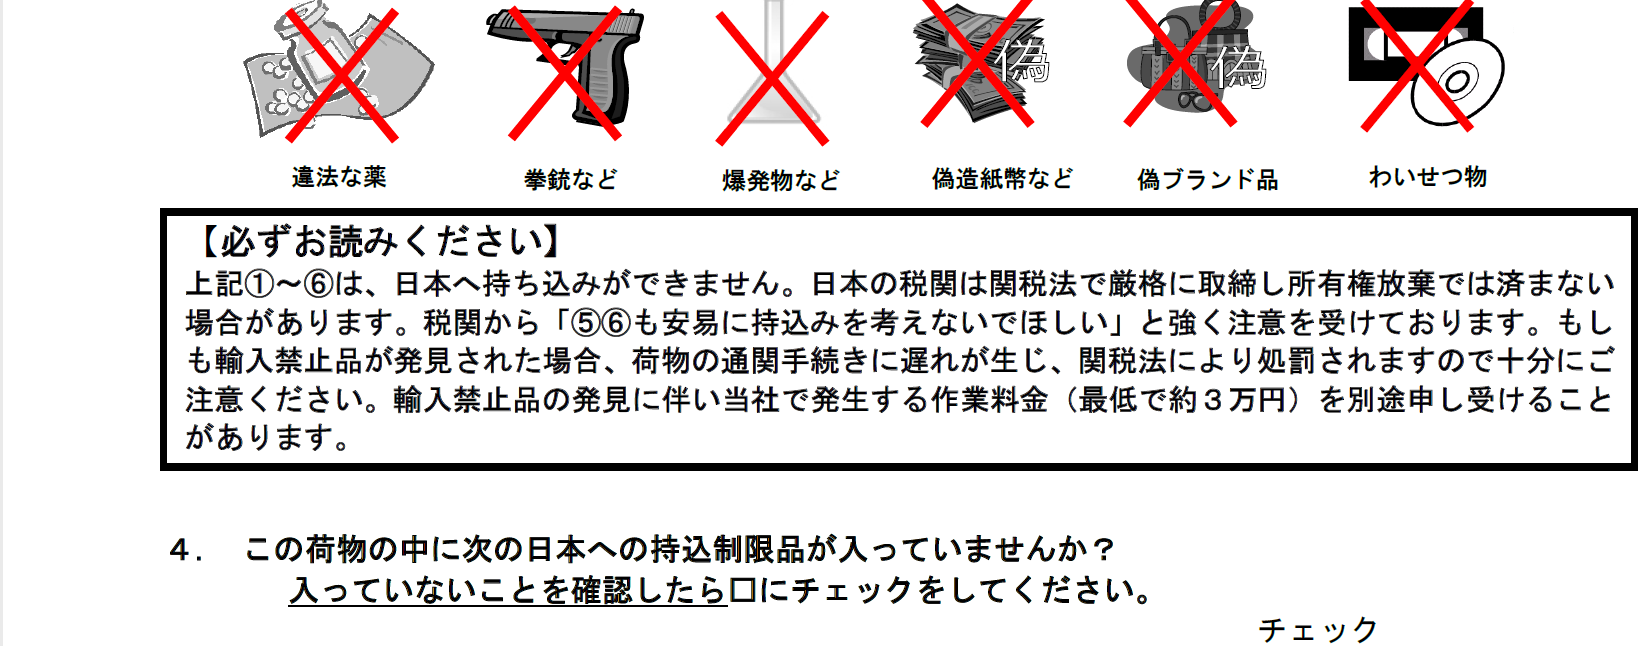 偽
偽
違法な薬
拳銃など
爆発物など
偽造紙幣など
偽ブランド品
わいせつ物
【必ずお読みください】
上記①～⑥は、日本へ持ち込みができません。日本の税関は関税法で厳格に取締し所有権放棄では済まない
場合があります。税関から「⑤⑥も安易に持込みを考えないでほしい」と強く注意を受けております。もし
も輸入禁止品が発見された場合、荷物の通関手続きに遅れが生じ、関税法により処罰されますので十分にご
注意ください。輸入禁止品の発見に伴い当社で発生する作業料金（最低で約３万円）を別途申し受けること
があります。
４．　この荷物の中に次の日本への持込制限品が入っていませんか？
入っていないことを確認したら□にチェックをしてください。
チェック